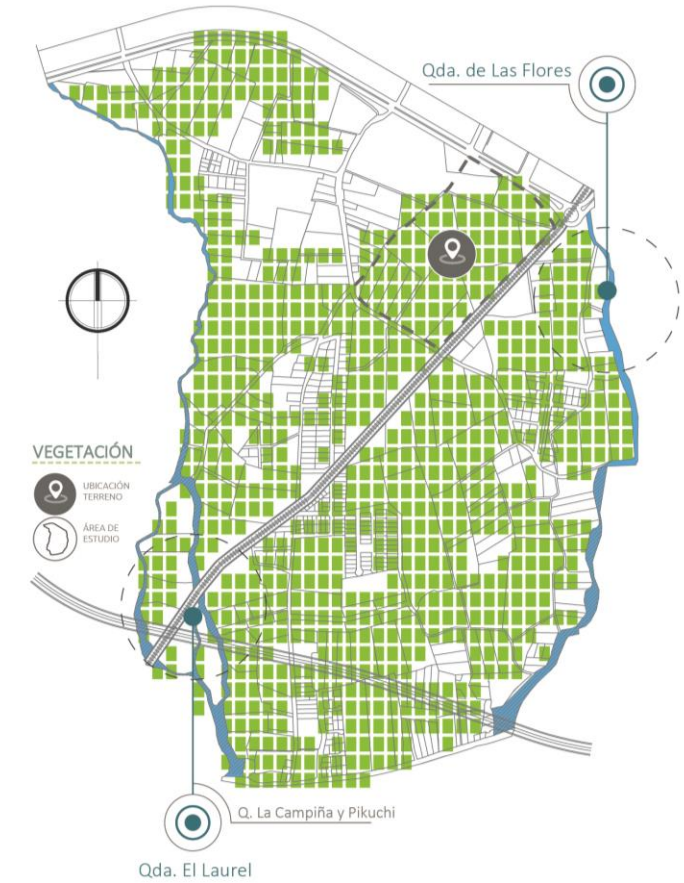 Qda. de Las Flores
VEGETACIÓN
UBICACIÓN
TERRENO
ÁREA DE
ESTUDIO
Q. La Campiña y Pikuchi
Qda. El Laurel